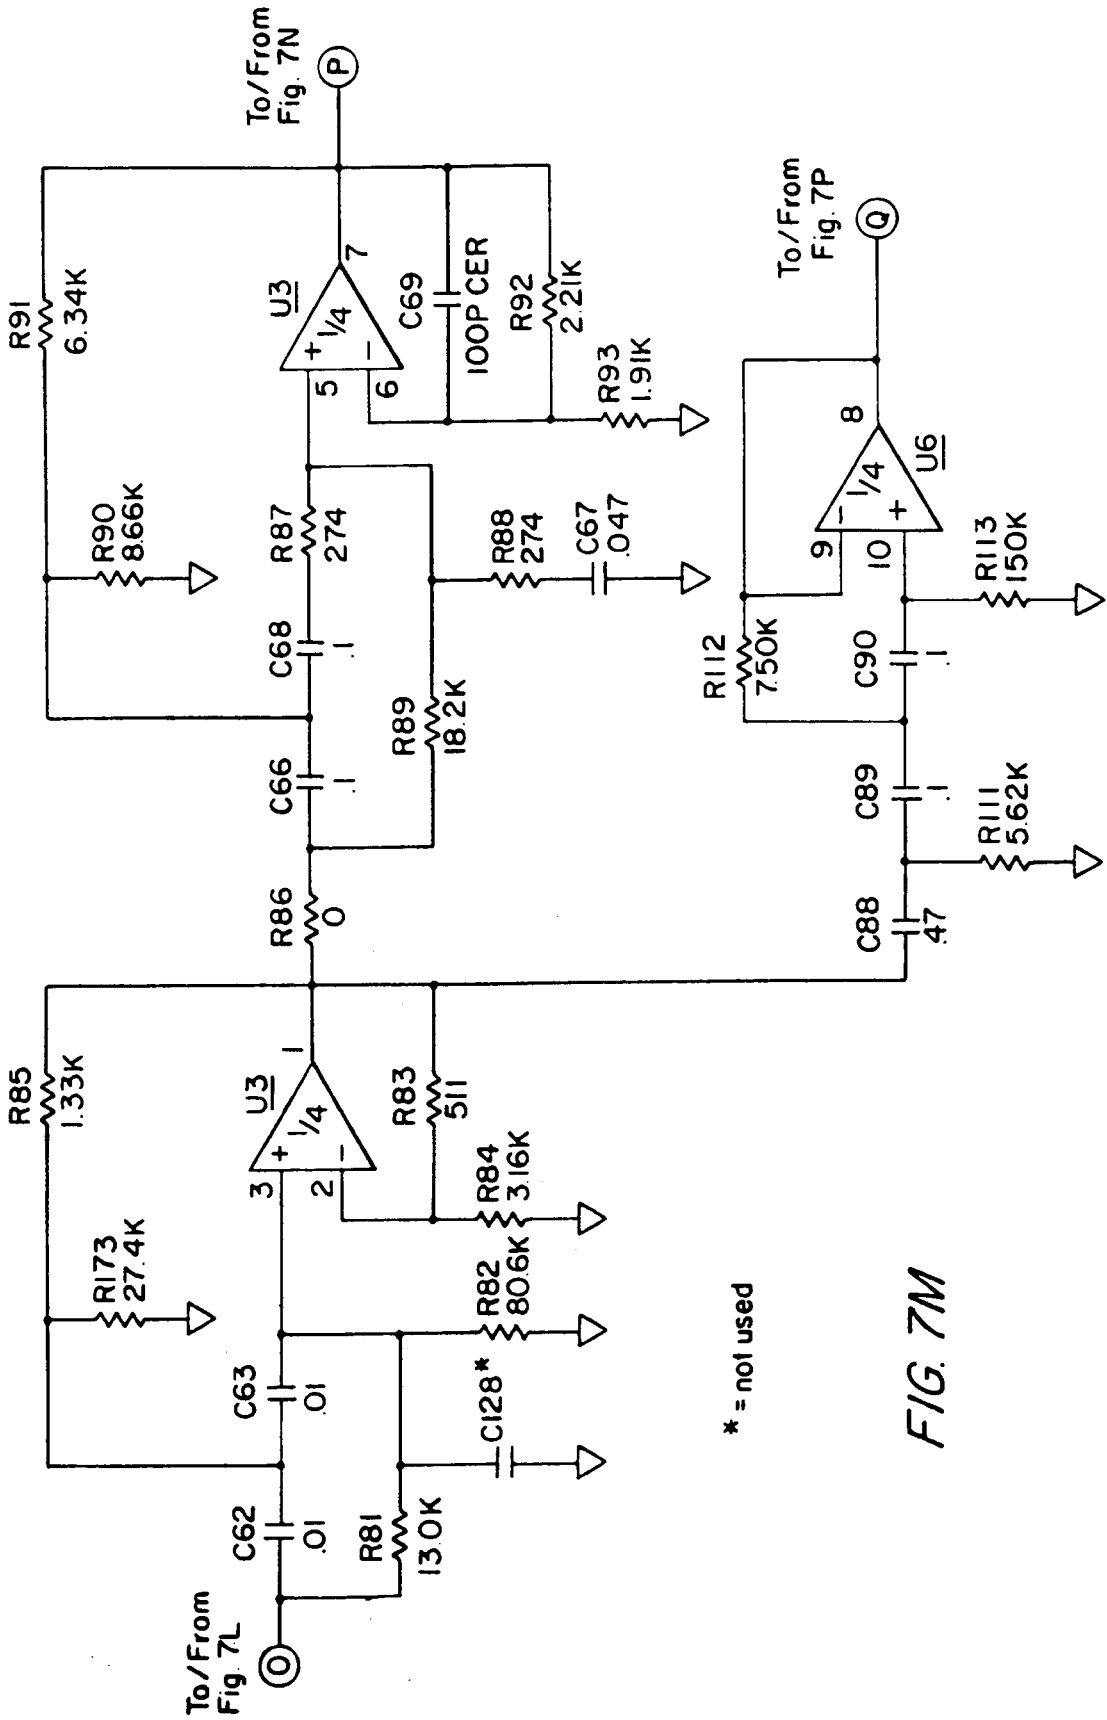 To/From
Fig. 7L
O
C62
.01
C63
.01
R81
13.0K
C128*
R82
80.6K
R173
27.4K
R85
1.33K
3
2
+
−
1/4
U3
1
R83
511
R84
3.16K
R86
0
C66
.1
C68
.1
R87
274
R89
18.2K
R88
274
C67
.047
R90
8.66K
R91
6.34K
5
6
+
−
1/4
U3
7
C69
100P CER
R92
2.21K
R93
1.91K
To/From
Fig. 7N
P
C88
.47
R111
5.62K
C89
.1
C90
.1
R112
7.50K
R113
150K
9
10
−
+
1/4
U6
8
To/From
Fig. 7P
Q
* = not used
FIG. 7M